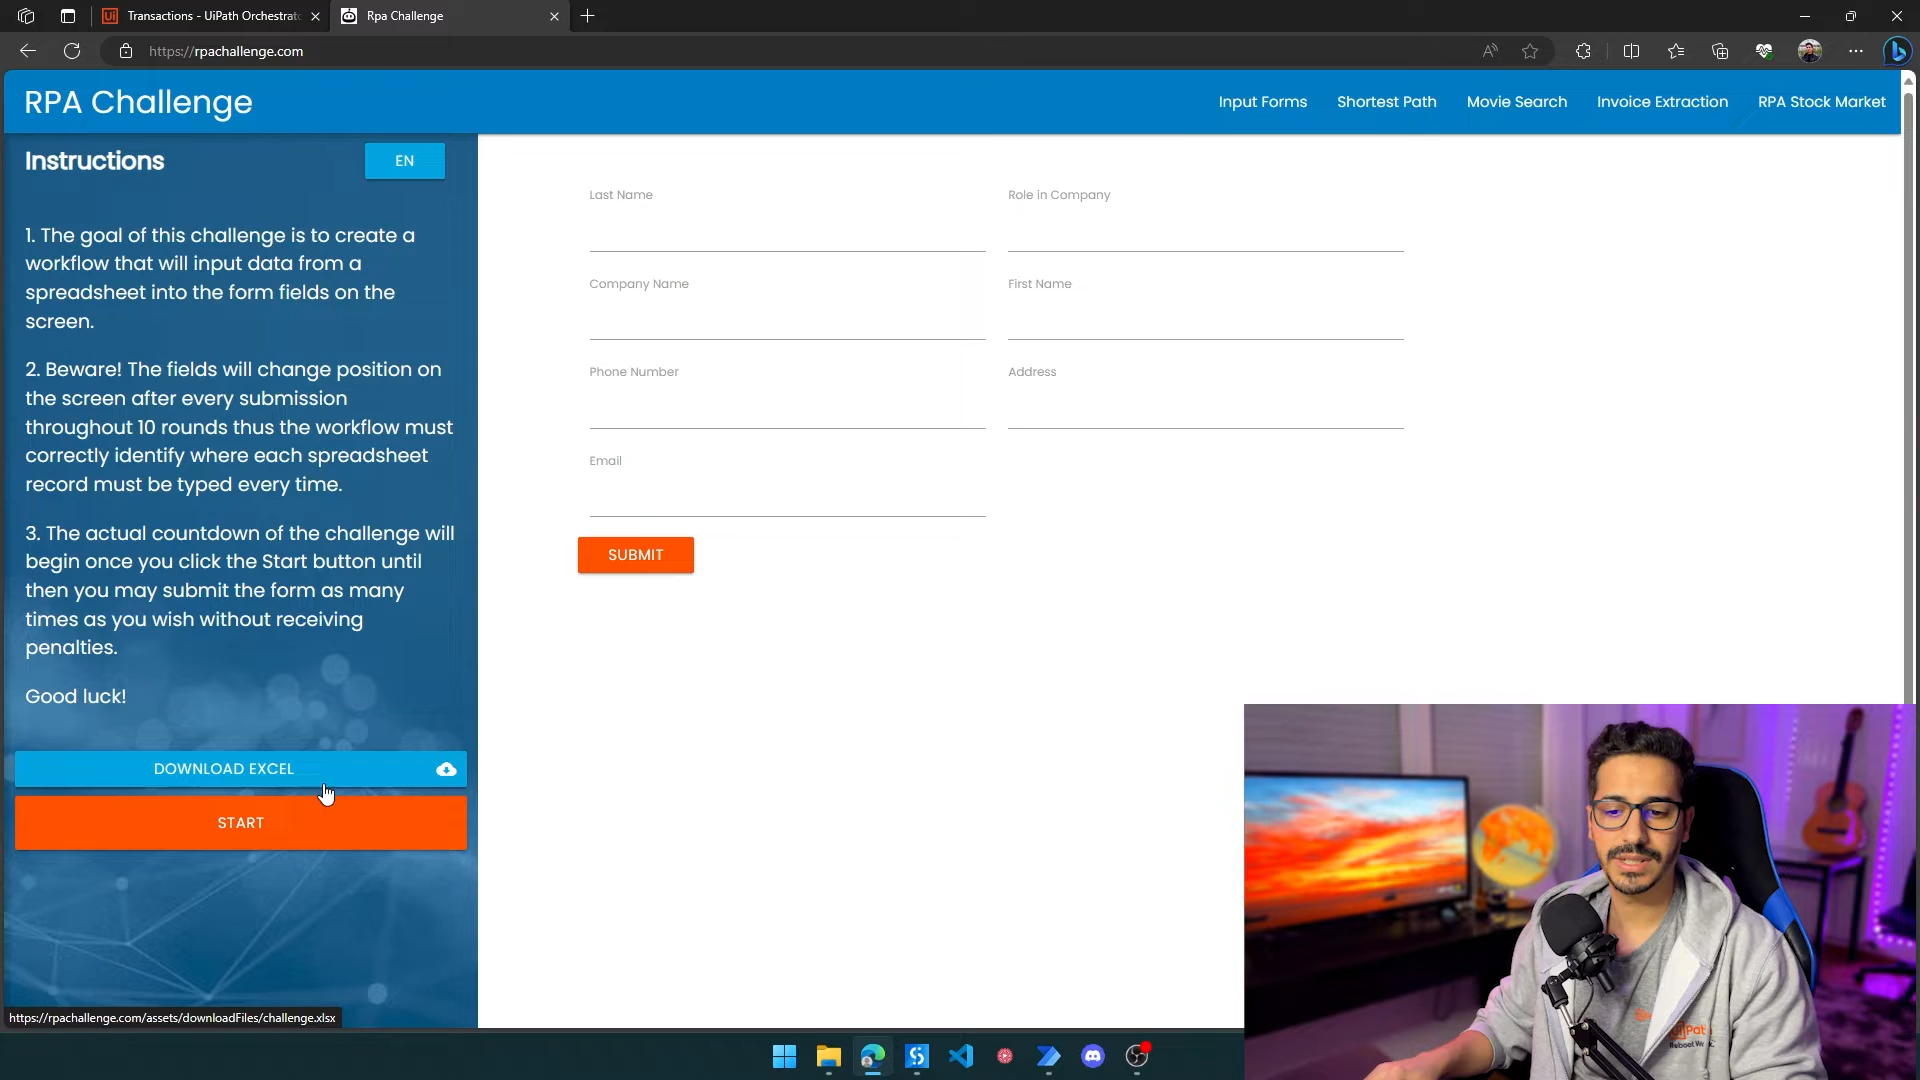 Transactions - UiPath Orchestrato
Rpa Challenge
https://rpachallenge.com
RPA Challenge
Input Forms
Shortest Path
Movie Search
Invoice Extraction
RPA Stock Market
Instructions
EN
1. The goal of this challenge is to create a
workflow that will input data from a
spreadsheet into the form fields on the
screen.
2. Beware! The fields will change position on
the screen after every submission
throughout 10 rounds thus the workflow must
correctly identify where each spreadsheet
record must be typed every time.
3. The actual countdown of the challenge will
begin once you click the Start button until
then you may submit the form as many
times as you wish without receiving
penalties.
Good luck!
DOWNLOAD EXCEL
START
Last Name
Role in Company
Company Name
First Name
Phone Number
Address
Email
SUBMIT
https://rpachallenge.com/assets/downloadFiles/challenge.xlsx
UiPath